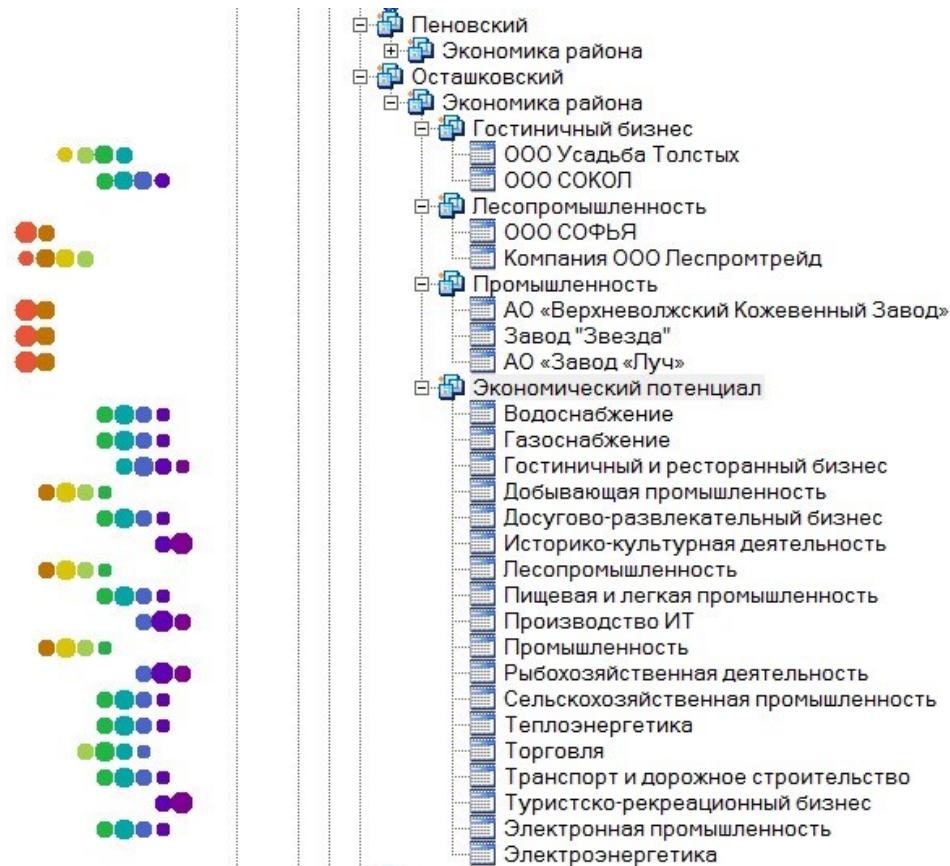 Пеновский
Экономика района
Осташковский
Экономика района
Гостиничный бизнес
ООО Усадьба Толстых
ООО СОКОЛ
Лесопромышленность
ООО СОФЬЯ
Компания ООО Леспромтрейд
Промышленность
АО «Верхневолжский Кожевенный Завод»
Завод "Звезда"
АО «Завод «Луч»
Экономический потенциал
Водоснабжение
Газоснабжение
Гостиничный и ресторанный бизнес
Добывающая промышленность
Досугово-развлекательный бизнес
Историко-культурная деятельность
Лесопромышленность
Пищевая и легкая промышленность
Производство ИТ
Промышленность
Рыбохозяйственная деятельность
Сельскохозяйственная промышленность
Теплоэнергетика
Торговля
Транспорт и дорожное строительство
Туристско-рекреационный бизнес
Электронная промышленность
Электроэнергетика